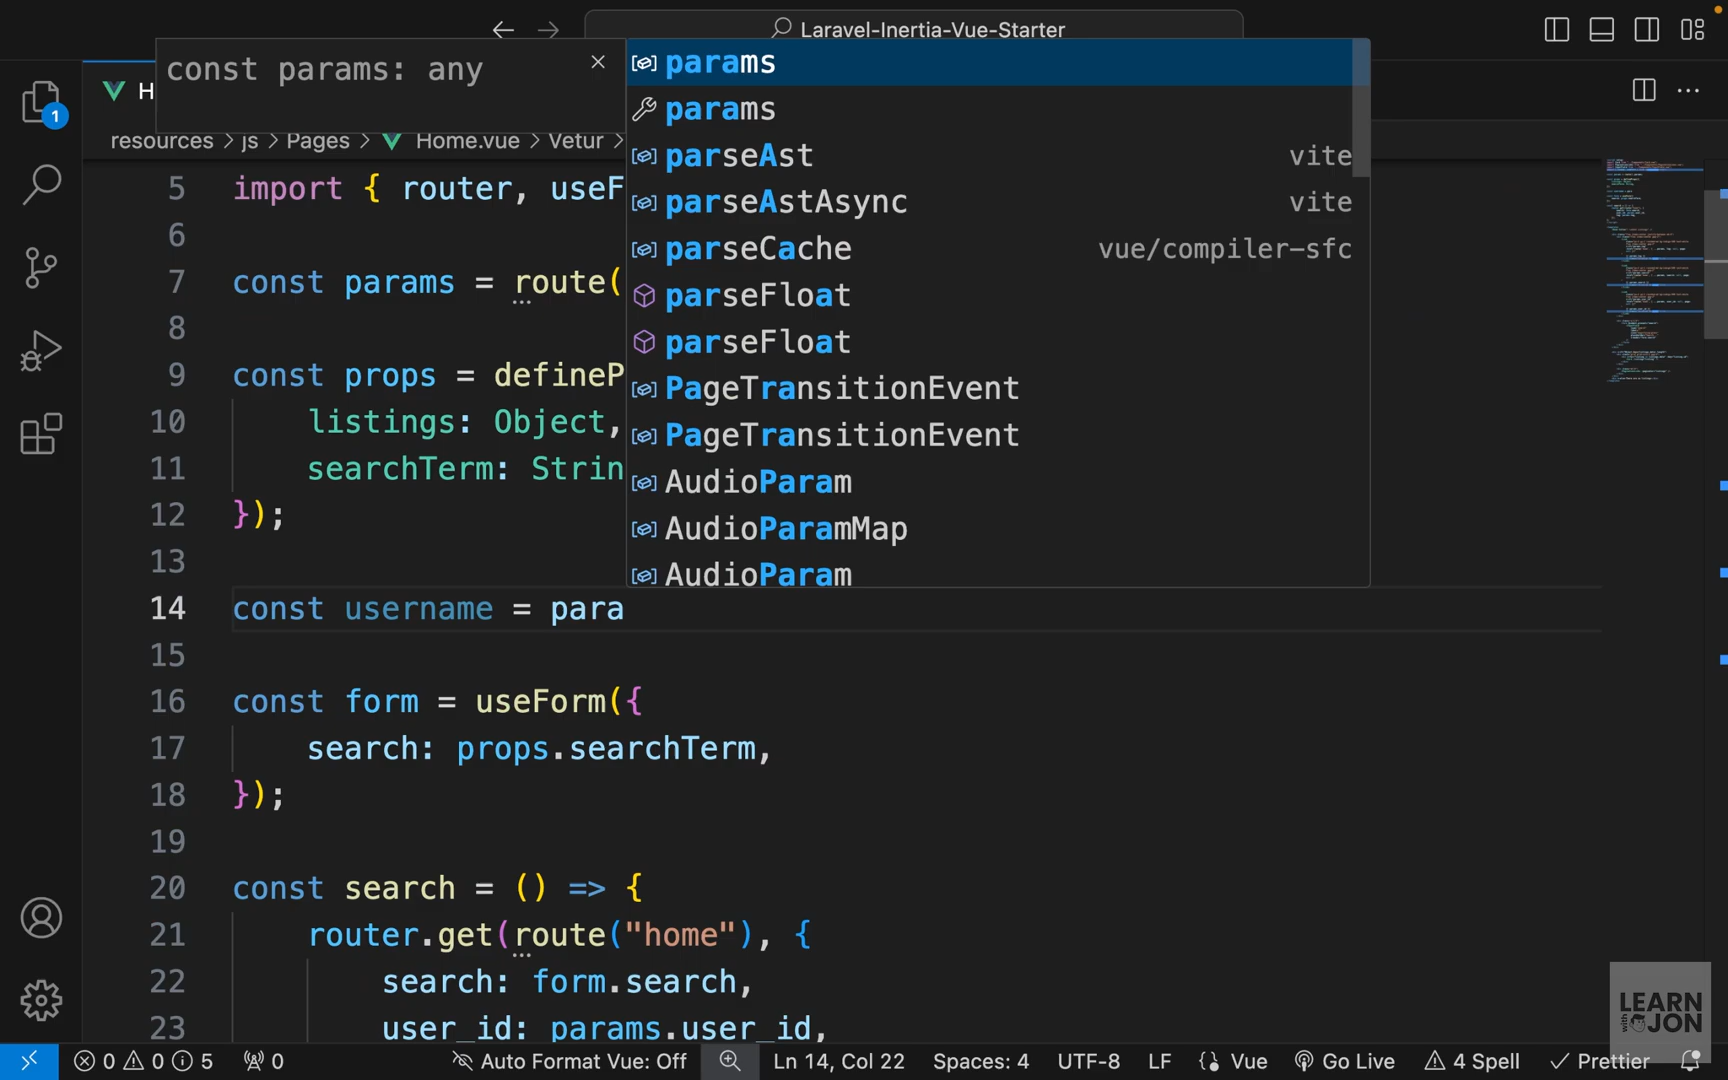 Laravel-Inertia-Vue-Starter
const params: any
H
resources > js > Pages > Home.vue > Vetur >
1
params
params
parseAst vite
parseAstAsync vite
parseCache vue/compiler-sfc
parseFloat
parseFloat
PageTransitionEvent
PageTransitionEvent
AudioParam
AudioParamMap
AudioParam
5 import { router, useF
6
7 const params = route(
8
9 const props = defineP
10 listings: Object,
11 searchTerm: Strin
12 });
13
14 const username = para
15
16 const form = useForm({
17 search: props.searchTerm,
18 });
19
20 const search = () => {
21 router.get(route("home"), {
22 search: form.search,
23 user_id: params.user_id,
LEARN
with JON
0 0 5 0 Auto Format Vue: Off Ln 14, Col 22 Spaces: 4 UTF-8 LF {} Vue Go Live 4 Spell Prettier